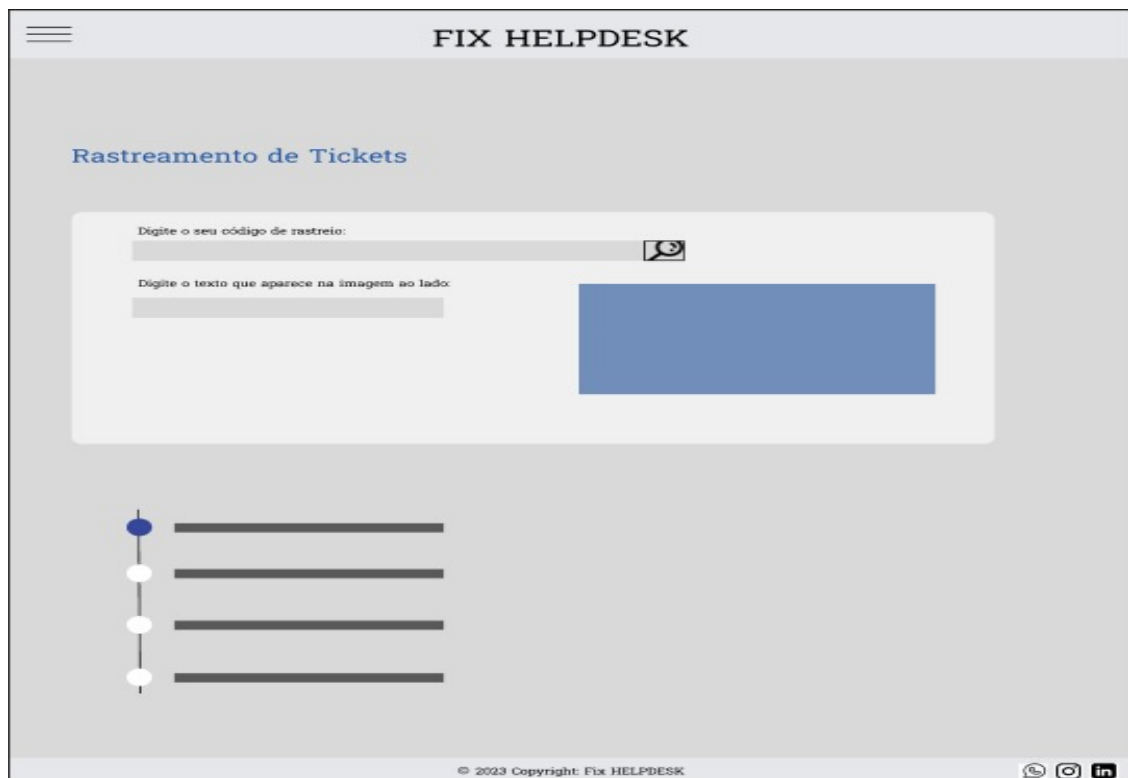 FIX HELPDESK
Rastreamento de Tickets
Digite o seu código de rastreio:
Digite o texto que aparece na imagem ao lado:
© 2023 Copyright: Fix HELPDESK
in